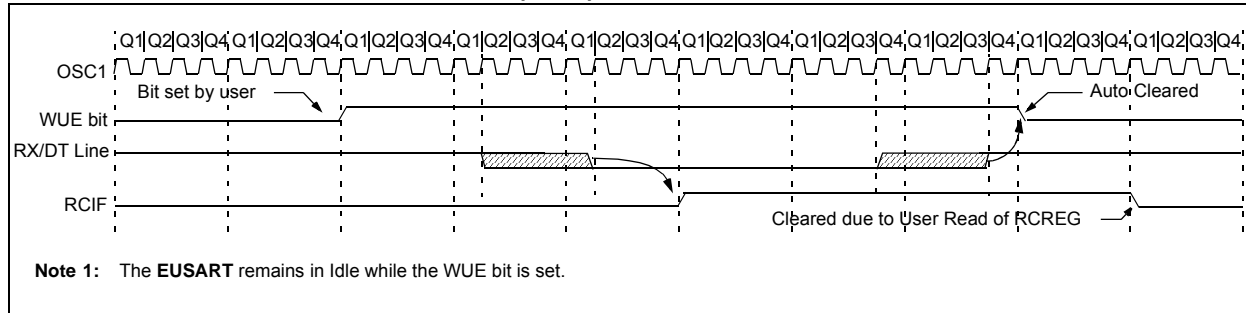 Q1|Q2|Q3|Q4|Q1|Q2|Q3|Q4|Q1|Q2|Q3|Q4|Q1|Q2|Q3|Q4|Q1|Q2|Q3|Q4|Q1|Q2|Q3|Q4|Q1|Q2|Q3|Q4|Q1|Q2|Q3|Q4|Q1|Q2|Q3|Q4|Q1|Q2|Q3|Q4
OSC1
Bit set by user
Auto Cleared
WUE bit
RX/DT Line
RCIF
Cleared due to User Read of RCREG
Note 1: The EUSART remains in Idle while the WUE bit is set.